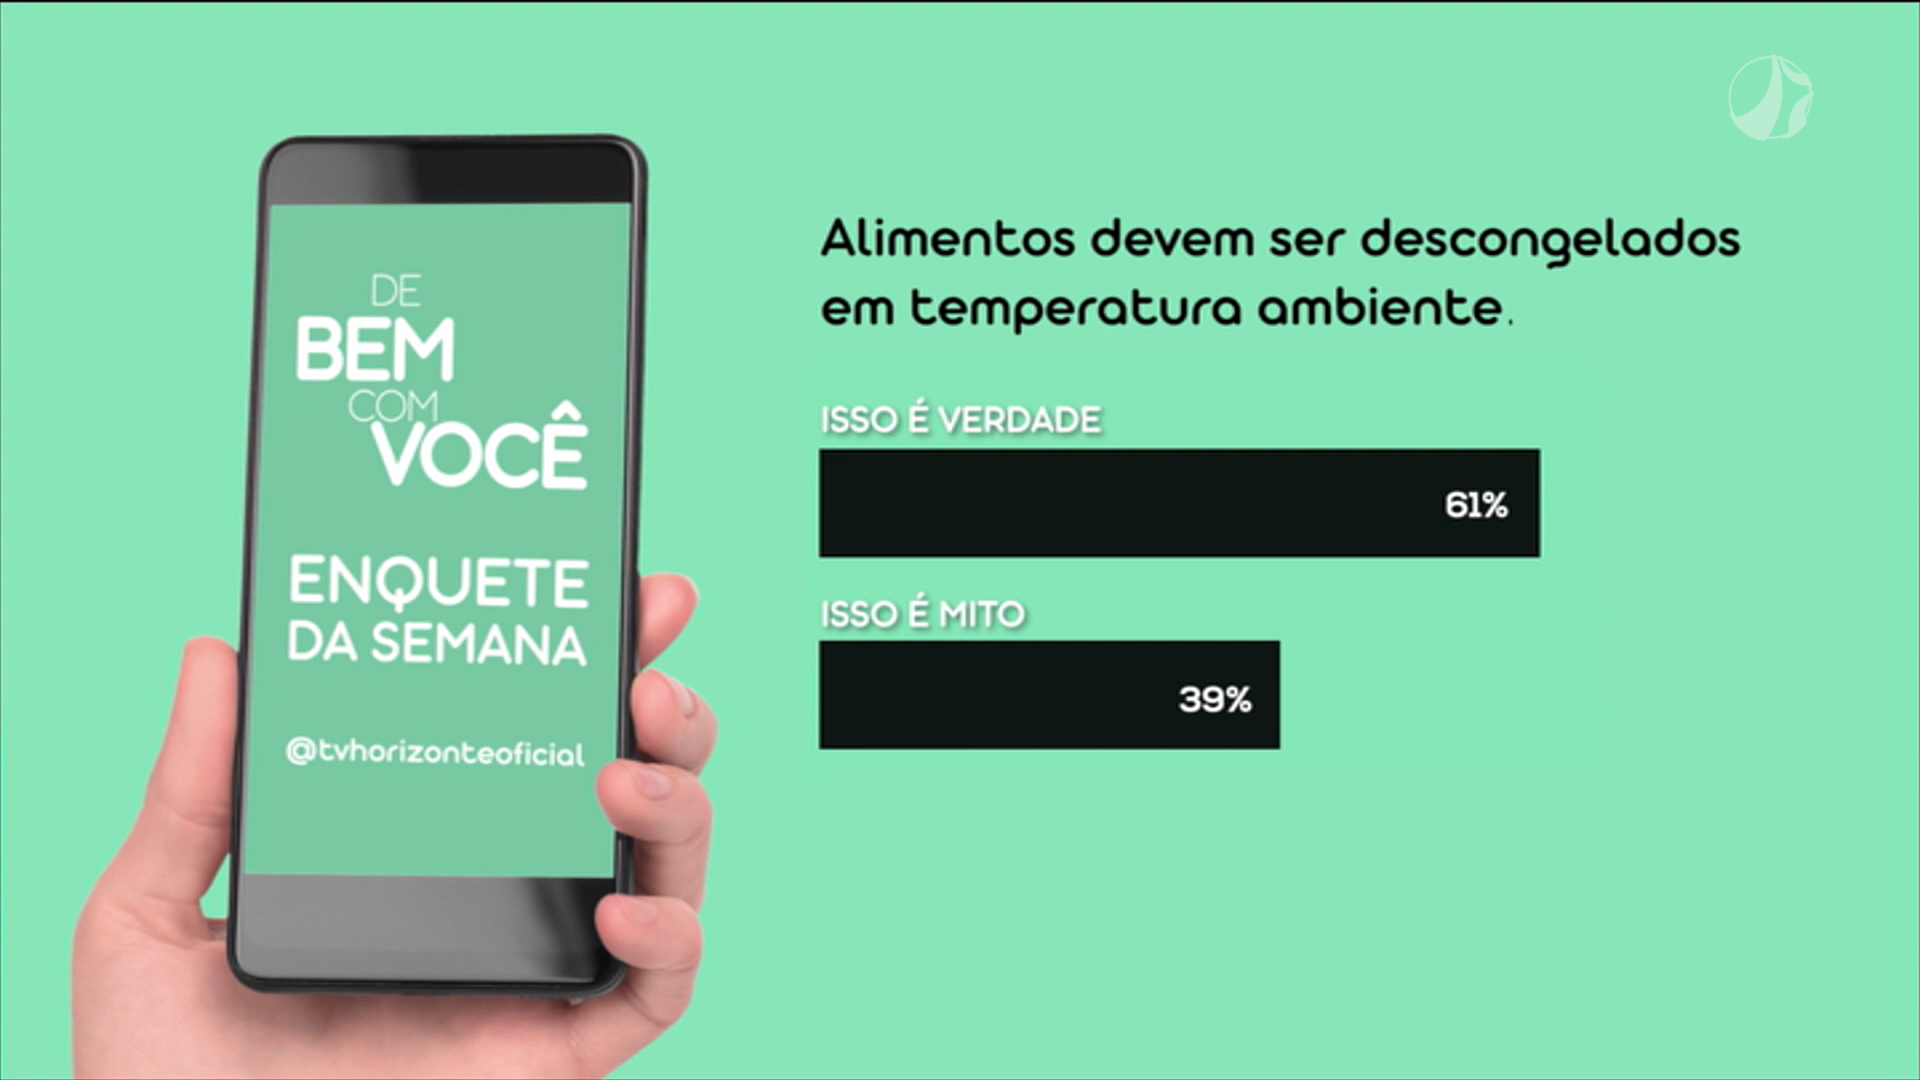 DE
BEM
COM
VOCÊ
ENQUETE
DA SEMANA
@tvhorizonteoficial
Alimentos devem ser descongelados
em temperatura ambiente.
ISSO É VERDADE
61%
ISSO É MITO
39%